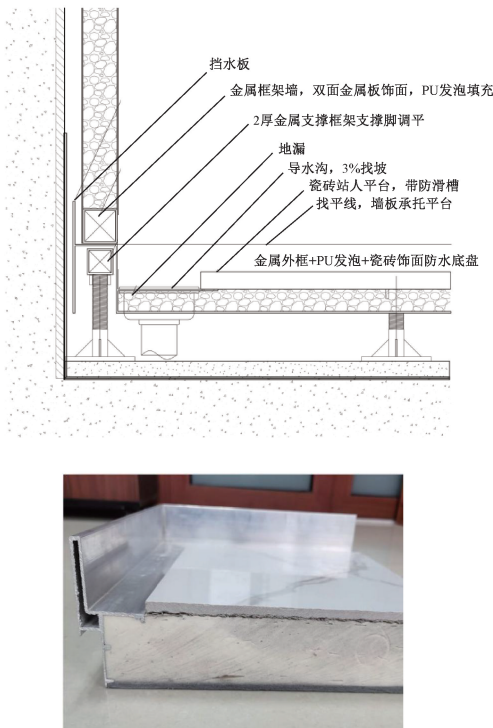 挡水板
金属框架墙，双面金属板饰面，PU发泡填充
2厚金属支撑框架支撑脚调平
地漏
导水沟，3%找坡
瓷砖站人平台，带防滑槽
找平线，墙板承托平台
金属外框+PU发泡+瓷砖饰面防水底盘